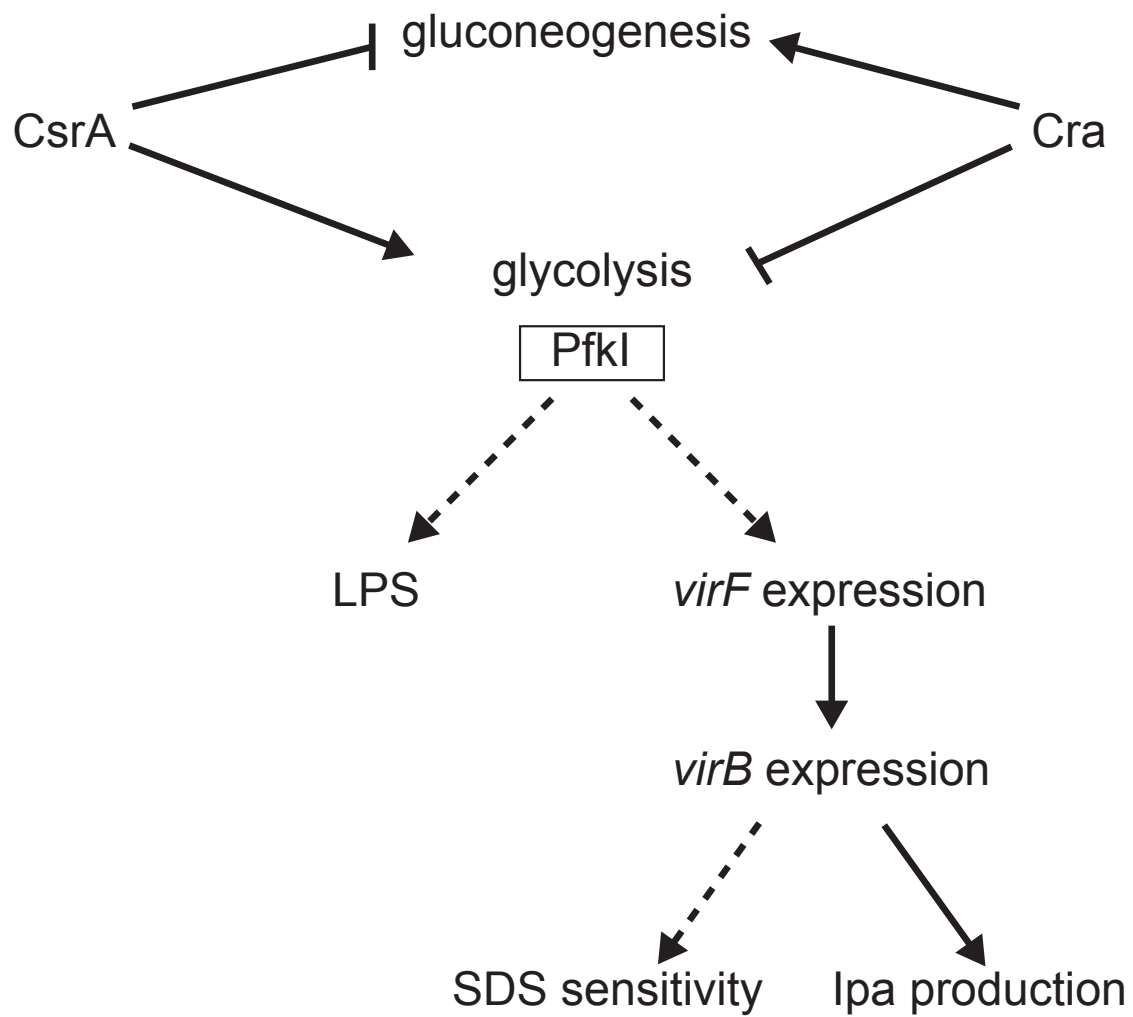 gluconeogenesis
CsrA
Cra
glycolysis
PfkI
LPS
virF expression
virB expression
SDS sensitivity
Ipa production